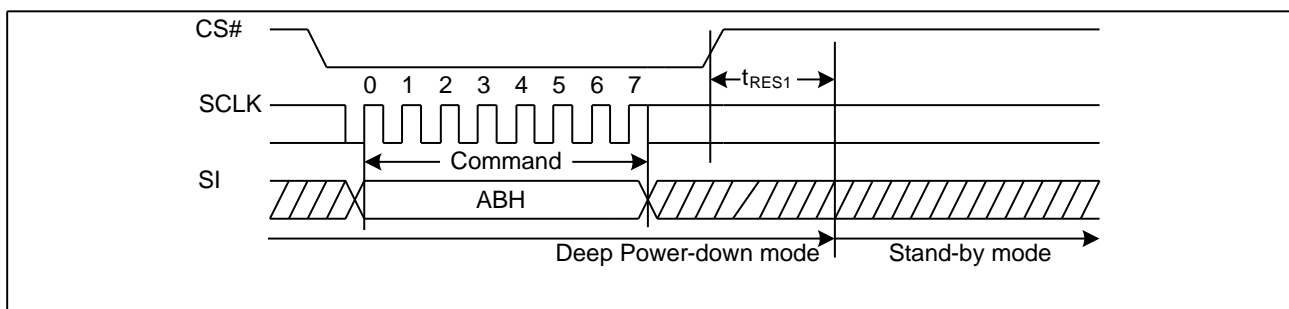 CS#
tRES1
0 1 2 3 4 5 6 7
SCLK
Command
SI
ABH
Deep Power-down mode Stand-by mode